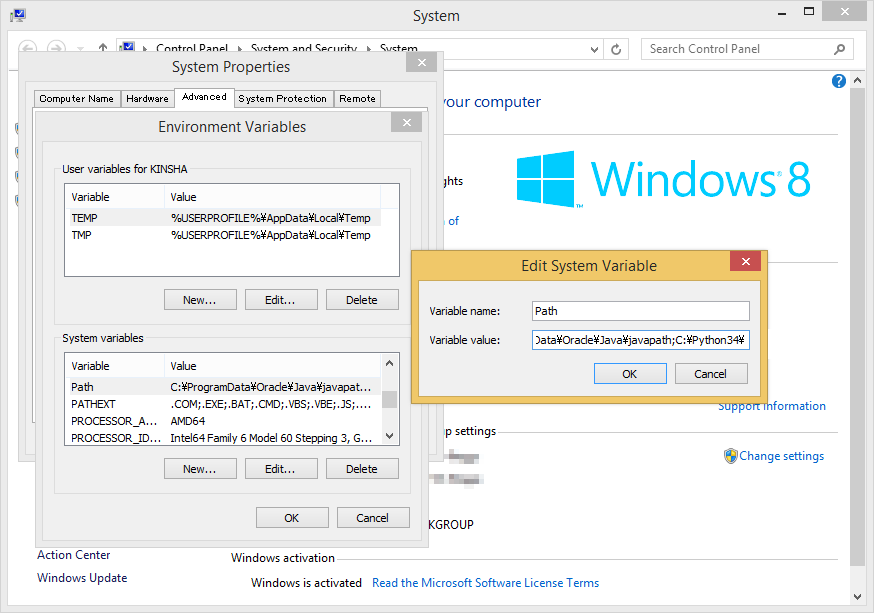 System
Control Panel
System and Security
System
Search Control Panel
System Properties
Computer Name
Hardware
Advanced
System Protection
Remote
your computer
Environment Variables
User variables for KINSHA
Variable Value
TEMP %USERPROFILE%¥AppData¥Local¥Temp
TMP %USERPROFILE%¥AppData¥Local¥Temp
New... Edit... Delete
ghts
Windows 8
™
of
Edit System Variable
Variable name: Path
Variable value: Data¥Oracle¥Java¥javapath;C:¥Python34¥
OK Cancel
System variables
Variable Value
Path C:¥ProgramData¥Oracle¥Java¥javapat...
PATHEXT .COM;.EXE;.BAT;.CMD;.VBS;.VBE;.JS;....
PROCESSOR_A... AMD64
PROCESSOR_ID... Intel64 Family 6 Model 60 Stepping 3, G...
New... Edit... Delete
OK Cancel
Support Information
p settings
Change settings
KGROUP
Action Center
Windows Update
Windows activation
Windows is activated Read the Microsoft Software License Terms